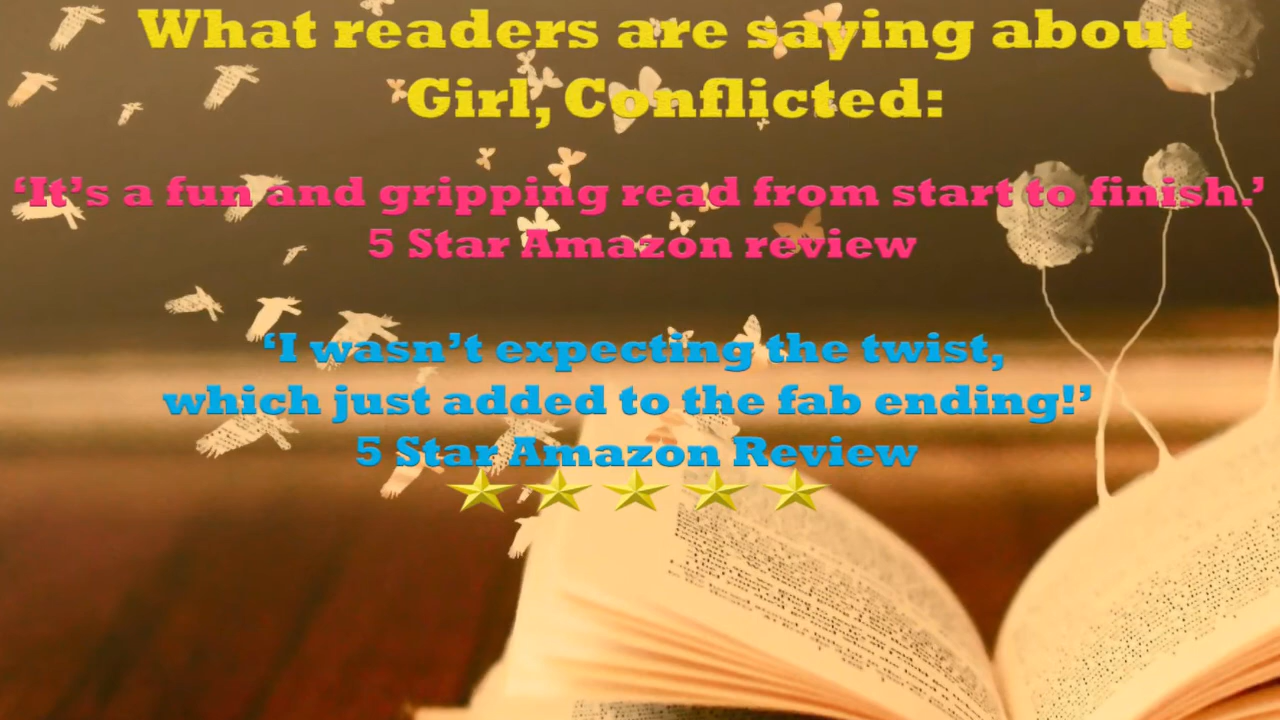 What readers are saying about
Girl, Conflicted:
‘It’s a fun and gripping read from start to finish.’
5 Star Amazon review
‘I wasn’t expecting the twist,
which just added to the fab ending!’
5 Star Amazon Review